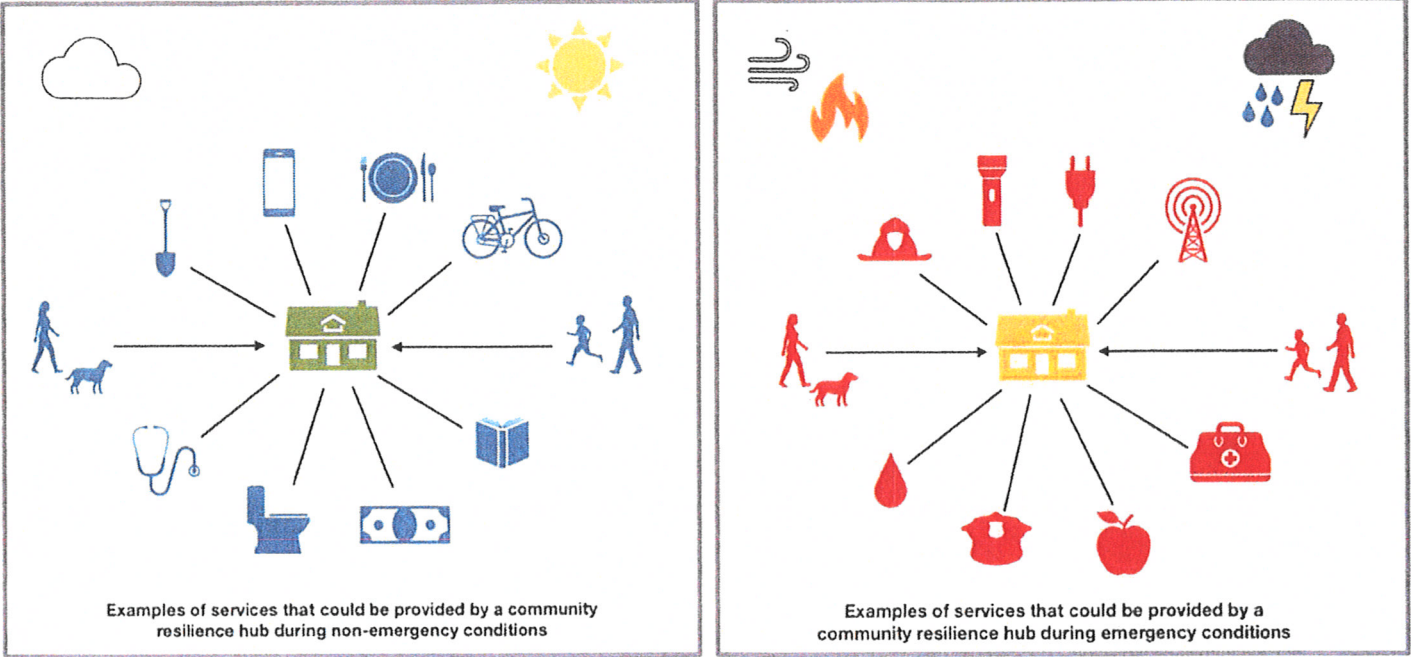 Examples of services that could be provided by a community
resilience hub during non-emergency conditions
Examples of services that could be provided by a
community resilience hub during emergency conditions